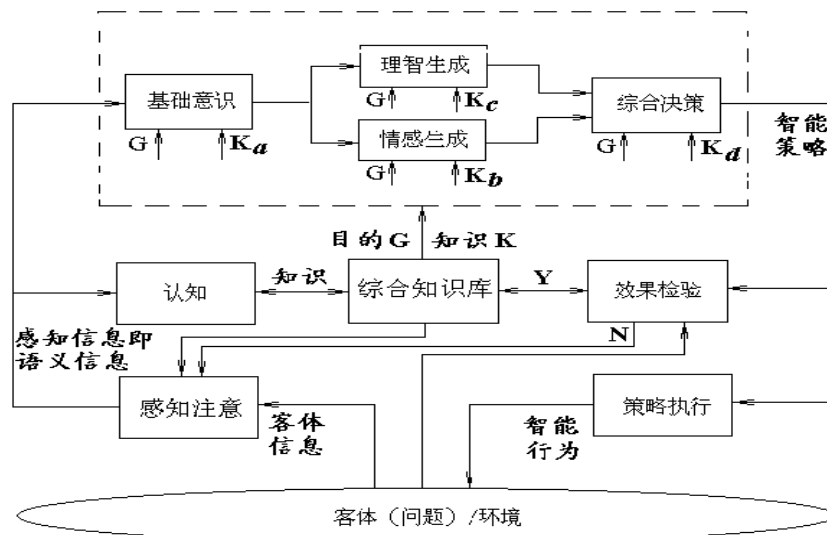 理智生成
G Kc
基础意识
G Ka
情感生成
G Kb
综合决策
G Kd
智能
策略
目的G 知识K
认知
知识
综合知识库
Y
效果检验
N
感知信息即
语义信息
感知注意
客体
信息
智能
行为
策略执行
客体（问题）/环境